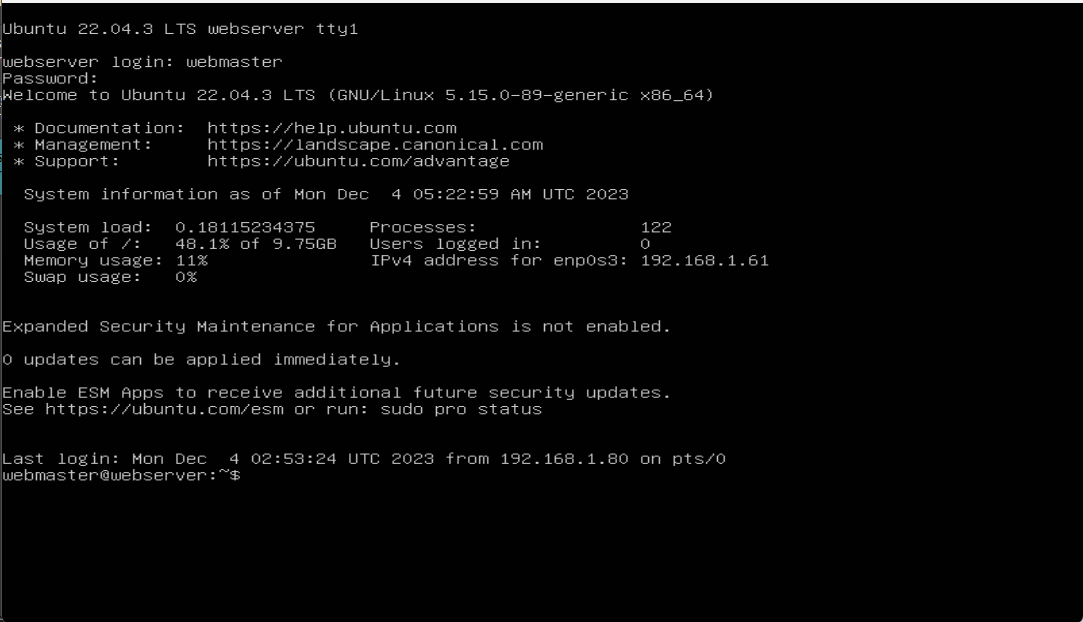 Ubuntu 22.04.3 LTS webserver tty1
webserver login: webmaster
Password:
Welcome to Ubuntu 22.04.3 LTS (GNU/Linux 5.15.0-89-generic x86_64)
* Documentation:  https://help.ubuntu.com
* Management:     https://landscape.canonical.com
* Support:        https://ubuntu.com/advantage
System information as of Mon Dec  4 05:22:59 AM UTC 2023
System load:  0.18115234375     Processes:               122
Usage of /:   48.1% of 9.75GB   Users logged in:         0
Memory usage: 11%               IPv4 address for enp0s3: 192.168.1.61
Swap usage:   0%
Expanded Security Maintenance for Applications is not enabled.
0 updates can be applied immediately.
Enable ESM Apps to receive additional future security updates.
See https://ubuntu.com/esm or run: sudo pro status
Last login: Mon Dec  4 02:53:24 UTC 2023 from 192.168.1.80 on pts/0
webmaster@webserver:~$